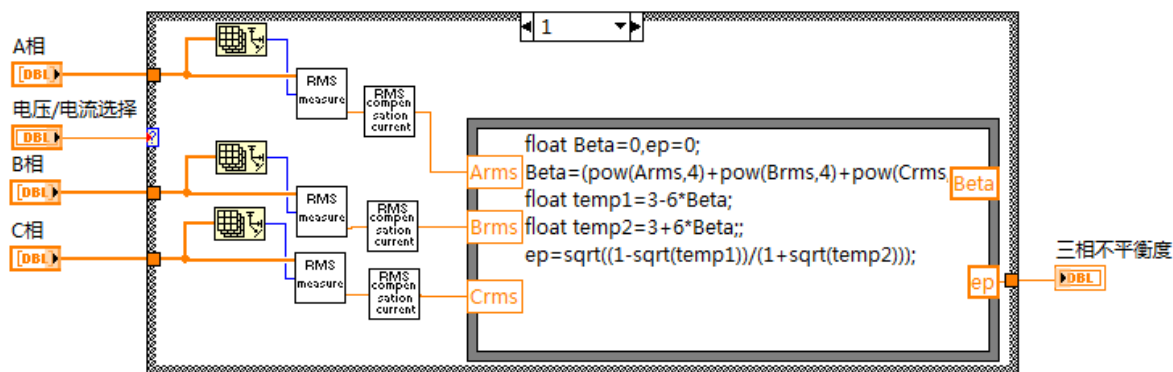 1
A相
DBL
RMS
measure
RMS
compen
sation
current
电压/电流选择
DBL
?
float Beta=0,ep=0;
Arms
Beta=(pow(Arms,4)+pow(Brms,4)+pow(Crms,
Beta
B相
DBL
RMS
measure
RMS
compen
sation
current
float temp1=3-6*Beta;
Brms
float temp2=3+6*Beta;;
C相
DBL
RMS
measure
RMS
compen
sation
current
ep=sqrt((1-sqrt(temp1))/(1+sqrt(temp2)));
Crms
ep
三相不平衡度
DBL